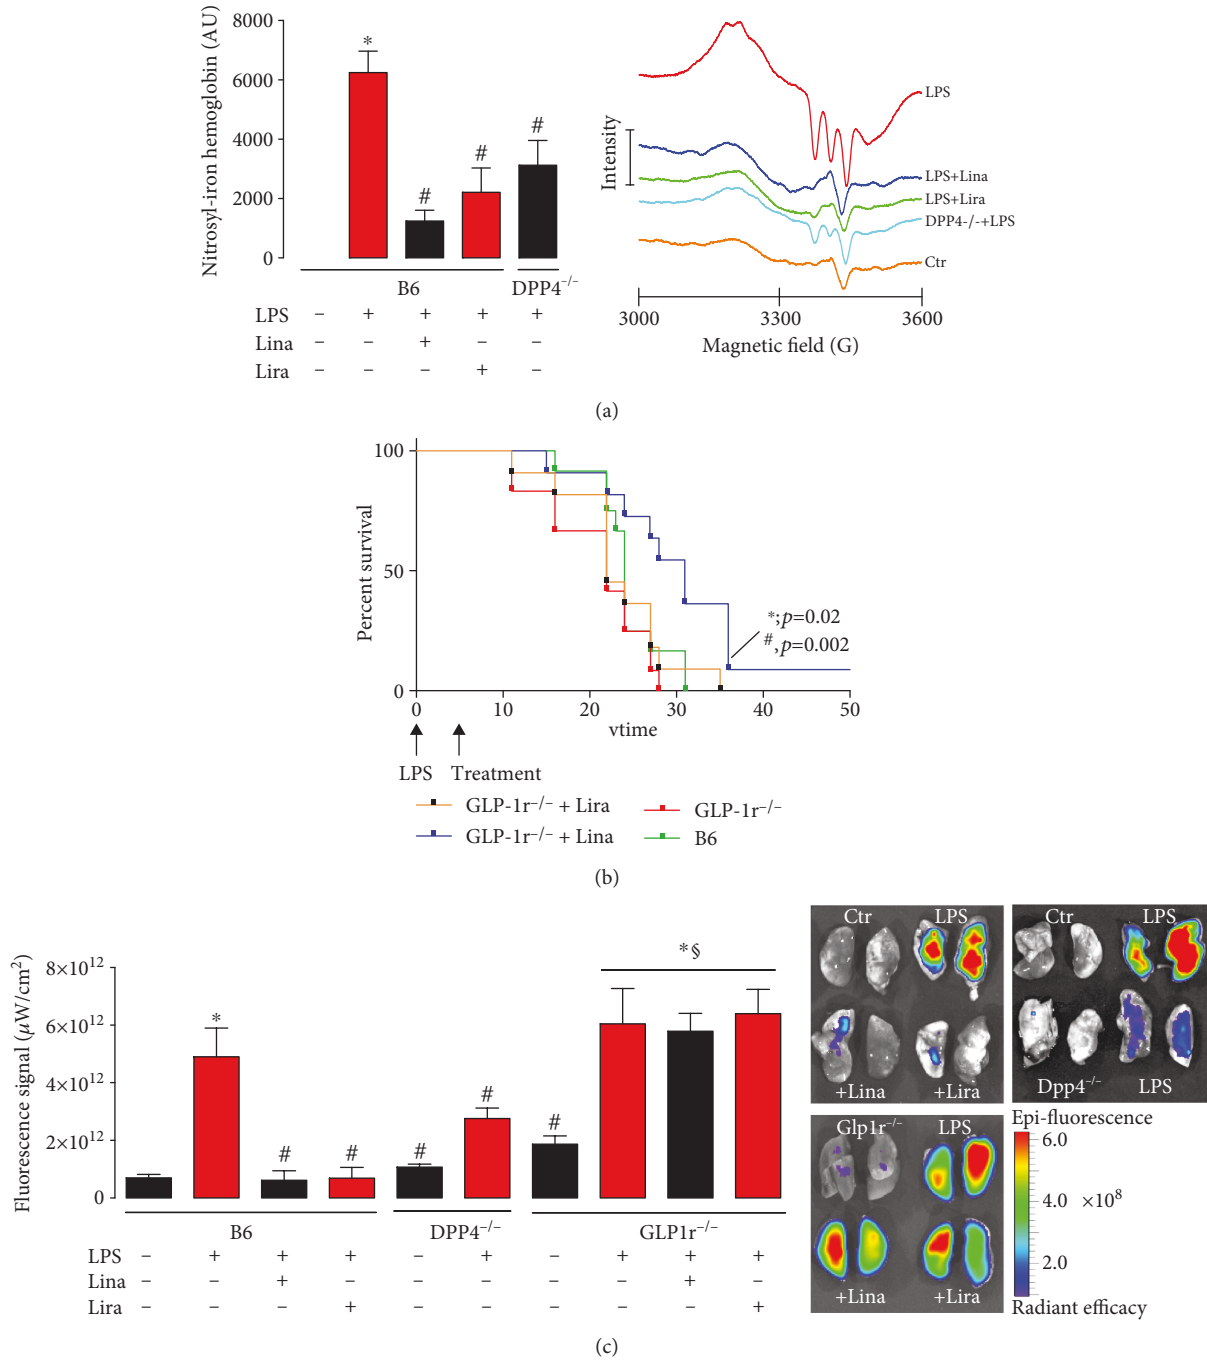 8000
6000
4000
2000
0
Nitrosyl-iron hemoglobin (AU)
*
#
#
#
B6
DPP4−/−
LPS − + + + +
Lina − − + − −
Lira − − − + −
Intensity
LPS
LPS+Lina
LPS+Lira
DPP4-/-+LPS
Ctr
3000 3300 3600
Magnetic field (G)
(a)
100
50
0
Percent survival
*;p=0.02
#,p=0.002
0 10 20 30 40 50
vtime
LPS Treatment
GLP-1r−/− + Lira
GLP-1r−/−
GLP-1r−/− + Lina
B6
(b)
8×10¹²
6×10¹²
4×10¹²
2×10¹²
0
Fluorescence signal (μW/cm²)
*
#
#
#
#
#
*§
B6 DPP4−/− GLP1r−/−
LPS − + + + − + − + + +
Lina − − + − − − − − + −
Lira − − − + − − − − − +
Ctr LPS
+Lina +Lira
Ctr LPS
Dpp4−/− LPS
Glp1r−/− LPS
+Lina +Lira
Epi-fluorescence
6.0
4.0
2.0
×10⁸
Radiant efficacy
(c)